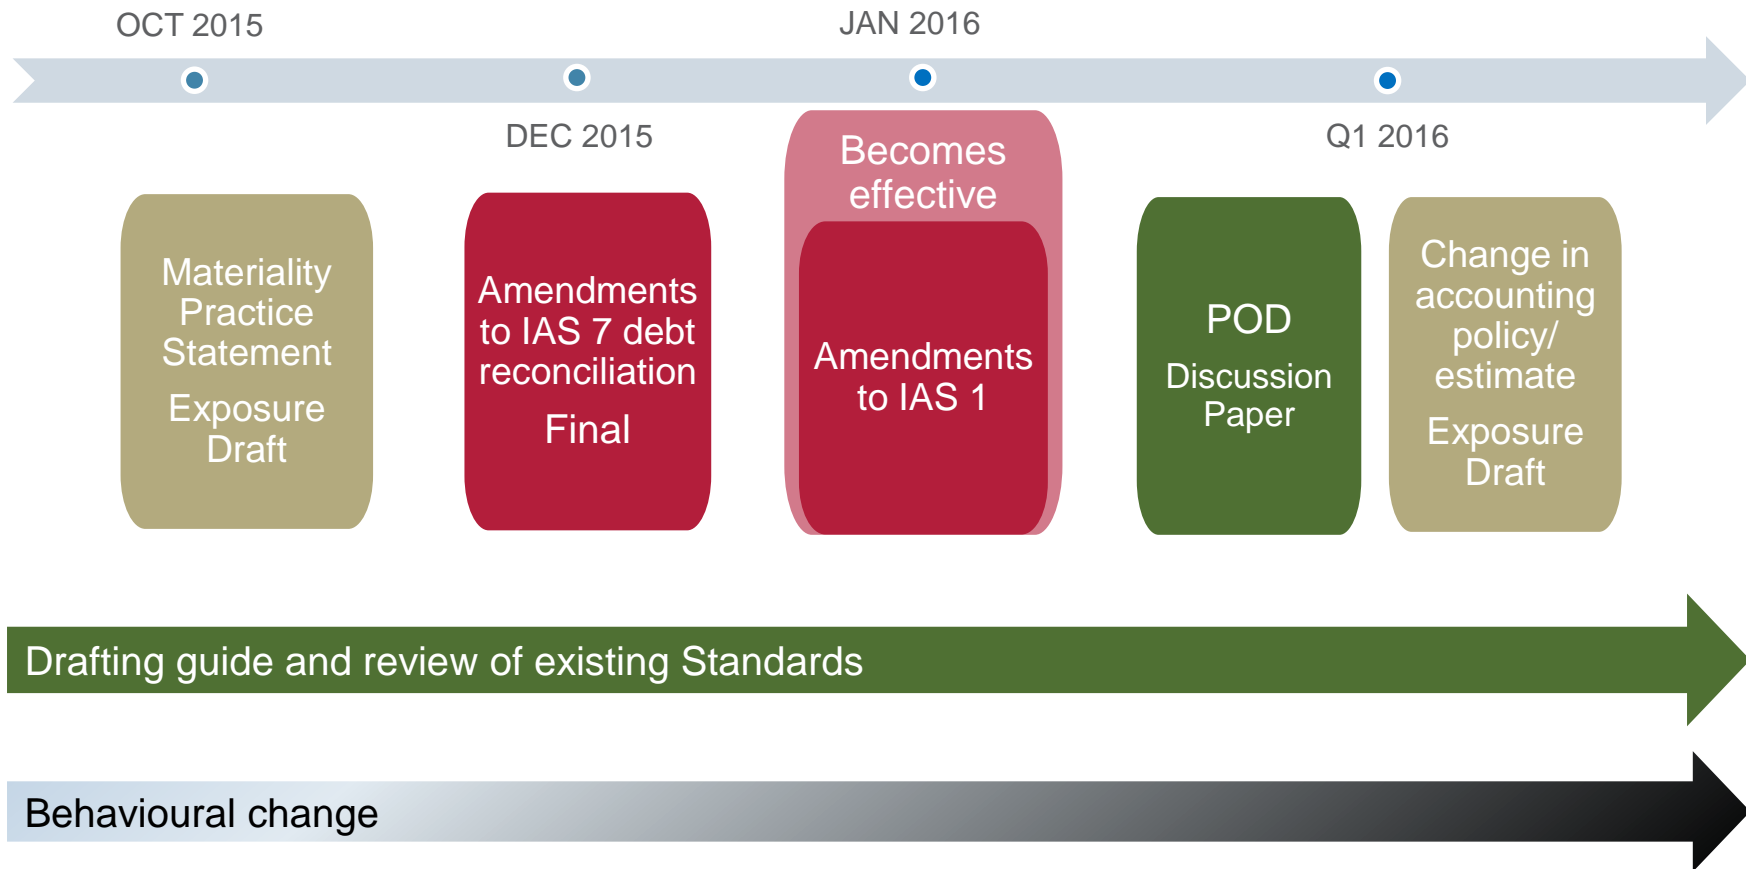 OCT 2015
JAN 2016
DEC 2015
Q1 2016
Materiality
Practice
Statement
Exposure
Draft
Amendments
to IAS 7 debt
reconciliation
Final
Becomes
effective
Amendments
to IAS 1
POD
Discussion
Paper
Change in
accounting
policy/
estimate
Exposure
Draft
Drafting guide and review of existing Standards
Behavioural change